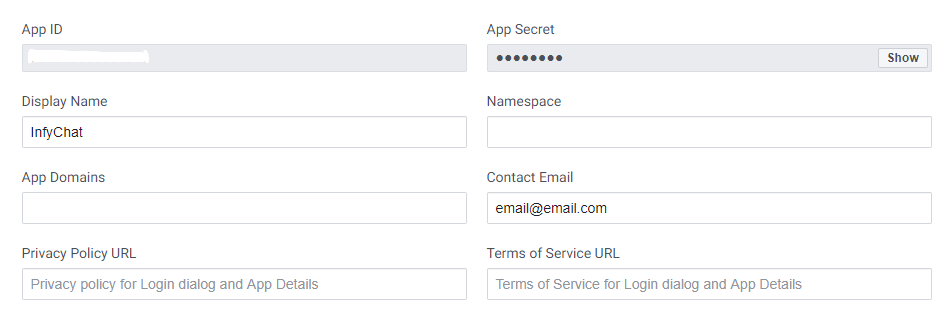 App ID App Secret
●●●●●●●● Show
Display Name Namespace
InfyChat
App Domains Contact Email
email@email.com
Privacy Policy URL Terms of Service URL
Privacy policy for Login dialog and App Details Terms of Service for Login dialog and App Details